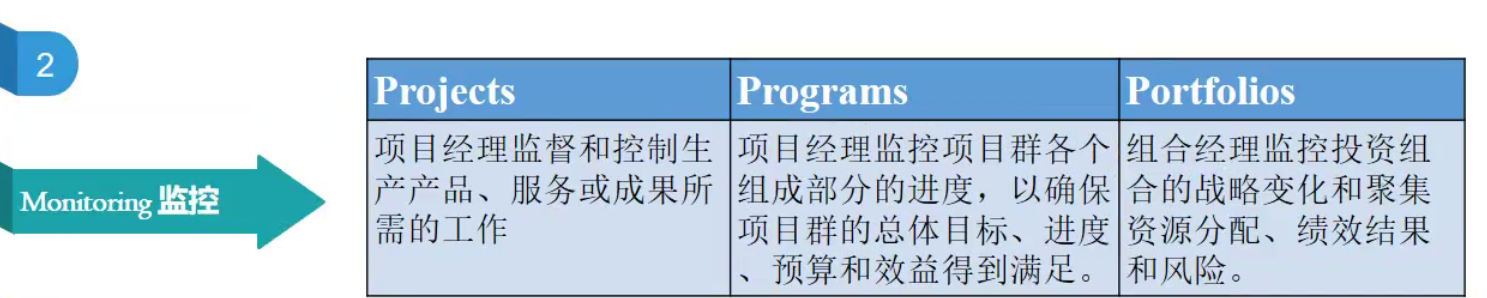 2
Monitoring 监控
Projects
Programs
Portfolios
项目经理监督和控制生
产产品、服务或成果所
需的工作
项目经理监控项目群各个
组成部分的进度，以确保
项目群的总体目标、进度
、预算和效益得到满足。
组合经理监控投资组
合的战略变化和聚集
资源分配、绩效结果
和风险。